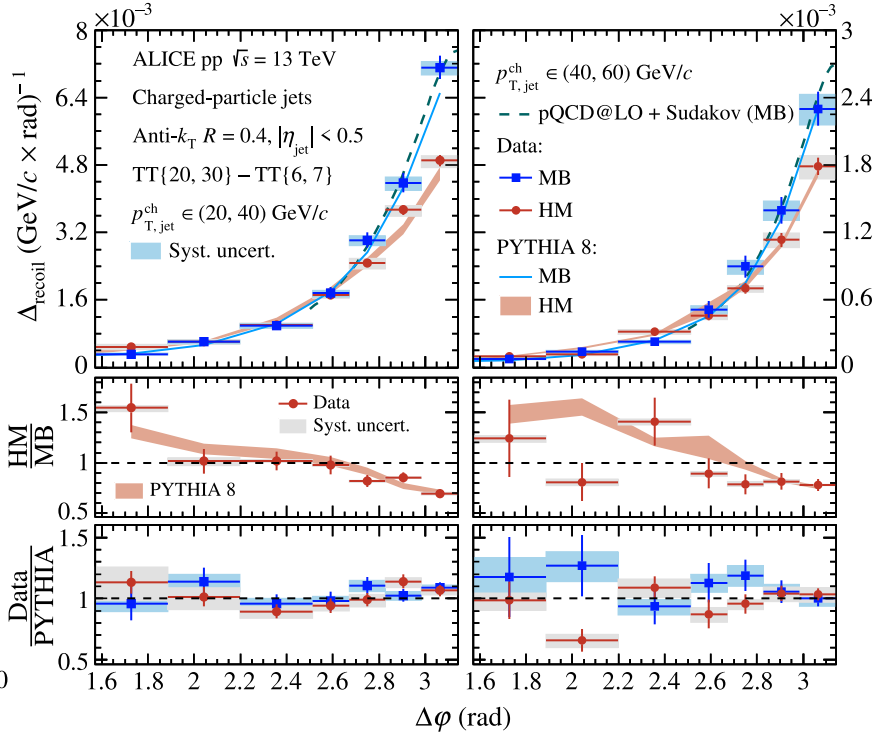 ×10⁻³
×10⁻³
8
6.4
4.8
3.2
1.6
0
Δrecoil (GeV/c × rad)⁻¹
ALICE pp √s = 13 TeV
Charged-particle jets
Anti-kT R = 0.4, |ηjet| < 0.5
TT{20, 30} − TT{6, 7}
p^ch_T, jet ∈ (20, 40) GeV/c
Syst. uncert.
p^ch_T, jet ∈ (40, 60) GeV/c
pQCD@LO + Sudakov (MB)
Data:
MB
HM
PYTHIA 8:
MB
HM
3
2.4
1.8
1.2
0.6
0
HM
MB
1.5
1
0.5
Data
Syst. uncert.
PYTHIA 8
Data
PYTHIA
1.5
1
0.5
0
1.6 1.8 2 2.2 2.4 2.6 2.8 3
1.6 1.8 2 2.2 2.4 2.6 2.8 3
Δφ (rad)